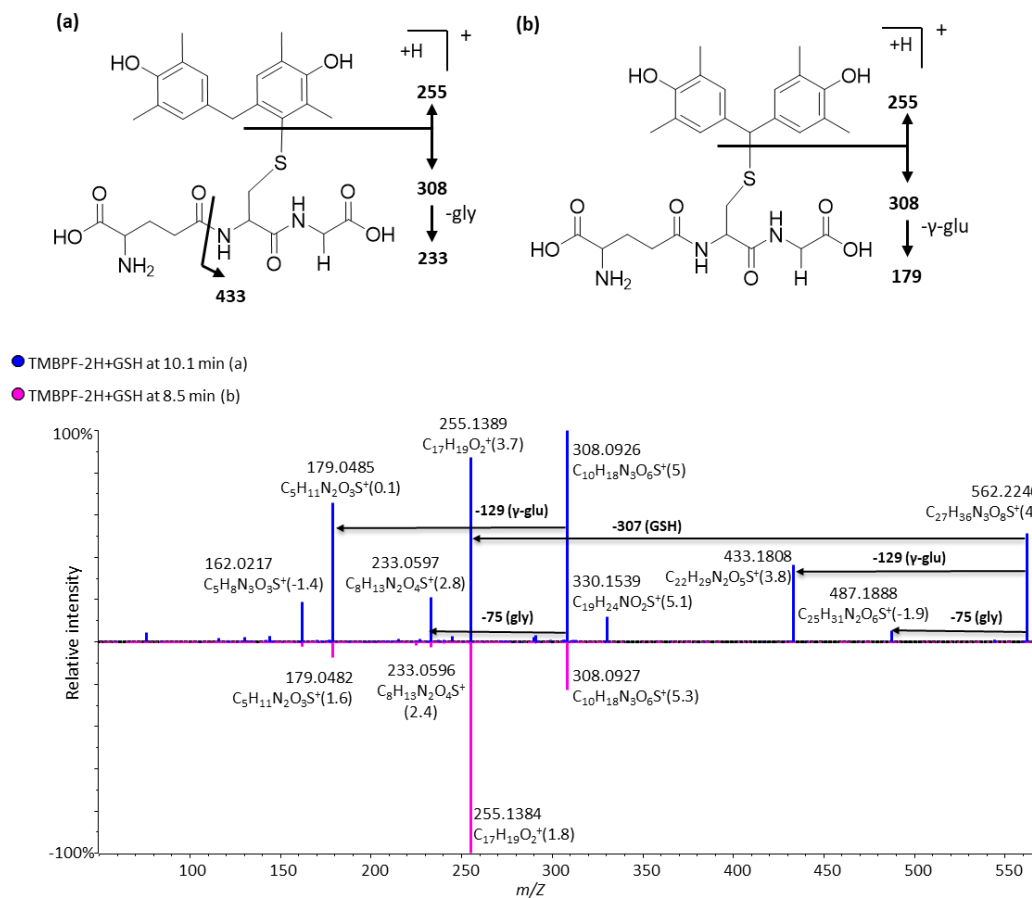 (a)
+H
+
HO
OH
255
S
308
-gly
233
O
O
O
HO
NH₂
N
H
O
H
N
H
OH
433
(b)
+H
+
HO
OH
255
S
308
-γ-glu
179
O
O
O
HO
NH₂
N
H
O
H
N
H
OH
TMBPF-2H+GSH at 10.1 min (a)
TMBPF-2H+GSH at 8.5 min (b)
Relative intensity
100%
-100%
255.1389
C₁₇H₁₉O₂⁺(3.7)
308.0926
C₁₀H₁₈N₃O₆S⁺(5)
179.0485
C₅H₁₁N₂O₃S⁺(0.1)
562.2240
C₂₇H₃₆N₃O₈S⁺(4
-129 (γ-glu)
-307 (GSH)
-129 (γ-glu)
162.0217
C₅H₈N₃O₃S⁺(-1.4)
233.0597
C₈H₁₃N₂O₄S⁺(2.8)
433.1808
C₂₂H₂₉N₂O₅S⁺(3.8)
330.1539
C₁₉H₂₄NO₂S⁺(5.1)
487.1888
C₂₅H₃₁N₂O₆S⁺(-1.9)
-75 (gly)
-75 (gly)
179.0482
C₅H₁₁N₂O₃S⁺(1.6)
233.0596
C₈H₁₃N₂O₄S⁺
(2.4)
308.0927
C₁₀H₁₈N₃O₆S⁺(5.3)
255.1384
C₁₇H₁₉O₂⁺(1.8)
100 150 200 250 300 350 400 450 500 550
m/Z